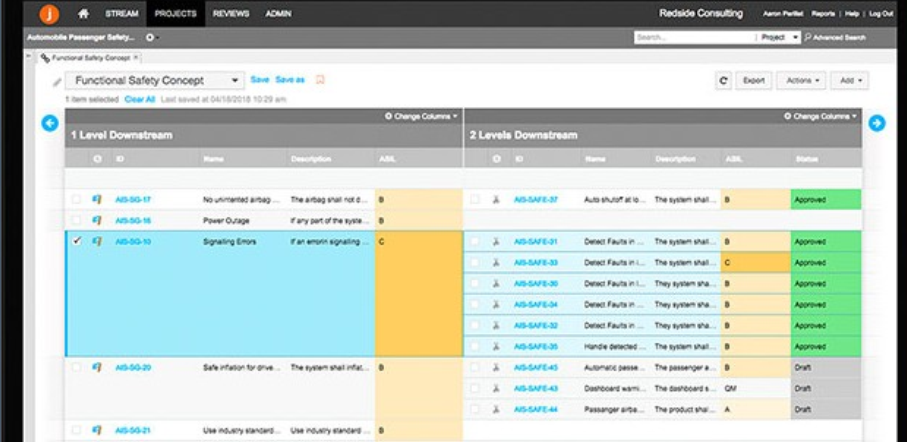 j STREAM PROJECTS REVIEWS ADMIN Redside Consulting Aaron Parillat Reports | Help | Log Out
Automobile Passenger Safety... Search... Project Advanced Search
Functional Safety Concept ×
Functional Safety Concept Save Save as Export Actions Add
1 item selected Clear All Last saved at 04/18/2018 10:29 am
Change Columns Change Columns
1 Level Downstream 2 Levels Downstream
ID Name Description ASIL ID Name Description ASIL Status
AIS-SG-17 No unintented airbag ... The airbag shall not d... B AIS-SAFE-37 Auto shutoff at lo... The system shall... B Approved
AIS-SG-16 Power Outage If any part of the syste... B
AIS-SG-10 Signalling Errors If an errorin signalling ... C AIS-SAFE-31 Detect Faults in ... The system shall... B Approved
AIS-SAFE-33 Detect Faults in i... The system shall... C Approved
AIS-SAFE-30 Detect Faults in l... They system sha... B Approved
AIS-SAFE-34 Detect Faults in ... They system sha... B Approved
AIS-SAFE-32 Detect Faults in ... They system sha... B Approved
AIS-SAFE-35 Handle detected ... The system shall... B Approved
AIS-SG-20 Safe inflation for drive... The system shall inflat... B AIS-SAFE-45 Automatic passe... The passenger a... B Draft
AIS-SAFE-43 Dashboard warni... The dashboard s... QM Draft
AIS-SAFE-44 Passanger airba... The product shal... A Draft
AIS-SG-21 Use industry standard... Use industry standard ... B